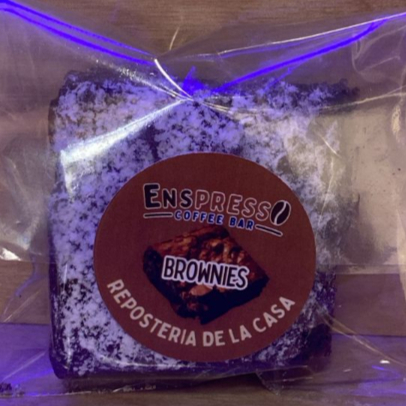 ENSPRESSO
COFFEE BAR
BROWNIES
REPOSTERIA DE LA CASA